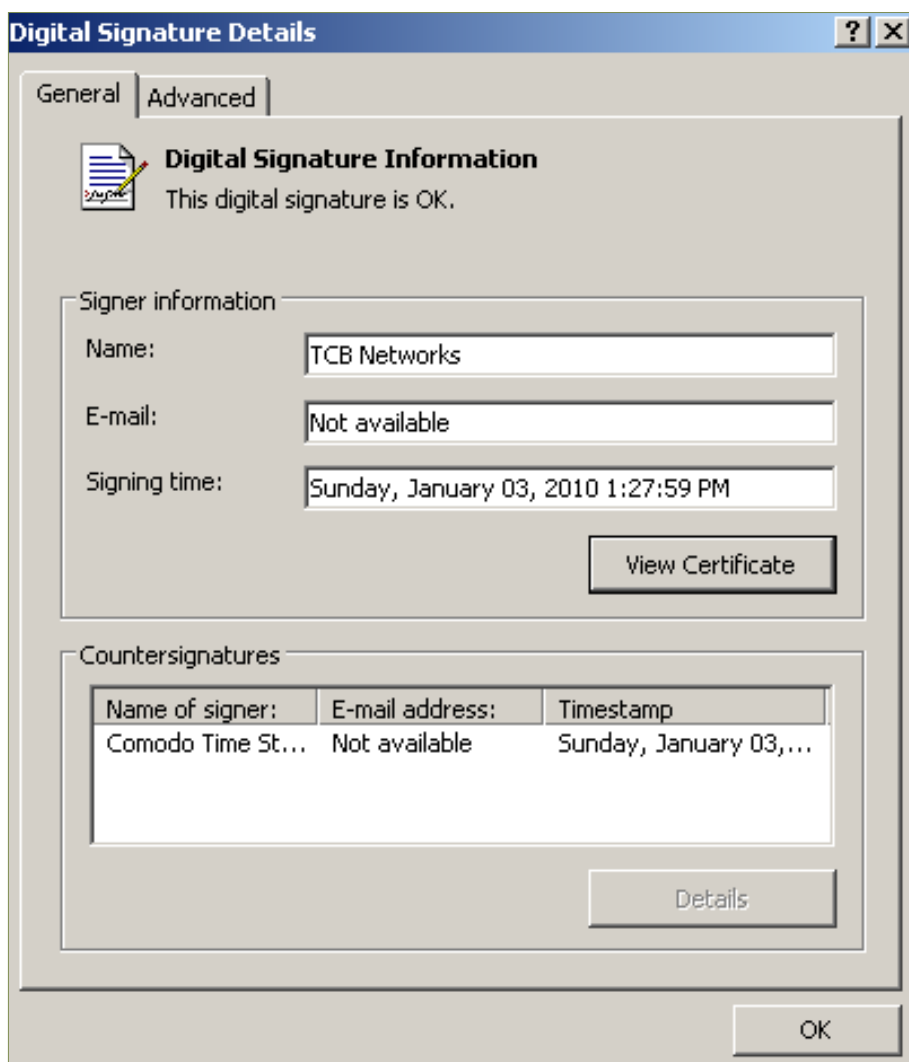 Digital Signature Details
General Advanced
Digital Signature Information
This digital signature is OK.
Signer information
Name: TCB Networks
E-mail: Not available
Signing time: Sunday, January 03, 2010 1:27:59 PM
View Certificate
Countersignatures
Name of signer: E-mail address: Timestamp
Comodo Time St... Not available Sunday, January 03,...
Details
OK